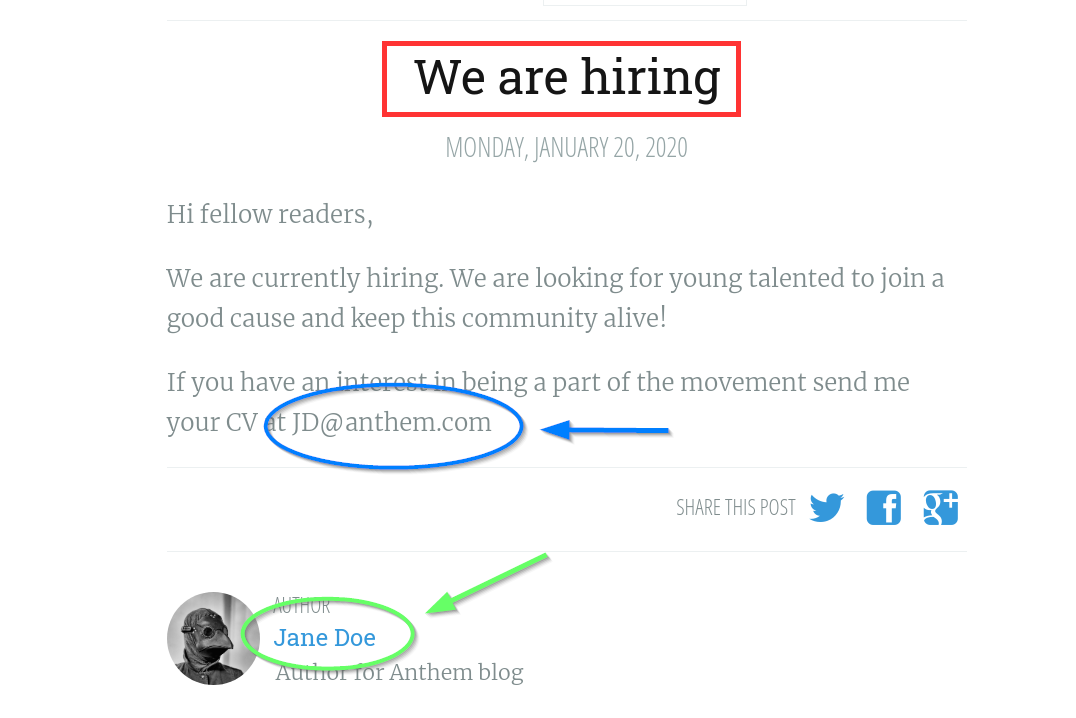 We are hiring
MONDAY, JANUARY 20, 2020
Hi fellow readers,
We are currently hiring. We are looking for young talented to join a
good cause and keep this community alive!
If you have an interest in being a part of the movement send me
your CV at JD@anthem.com
SHARE THIS POST
AUTHOR
Jane Doe
Author for Anthem blog